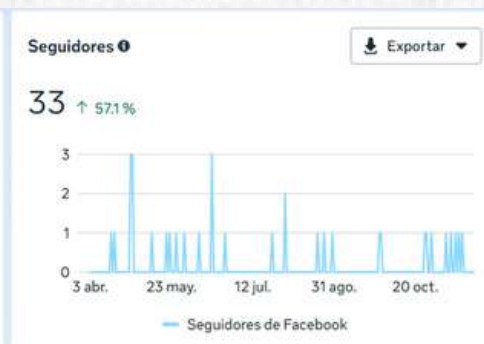 Seguidores
Exportar
33 ↑ 57.1%
3
2
1
0
3 abr. 23 may. 12 jul. 31 ago. 20 oct.
Seguidores de Facebook